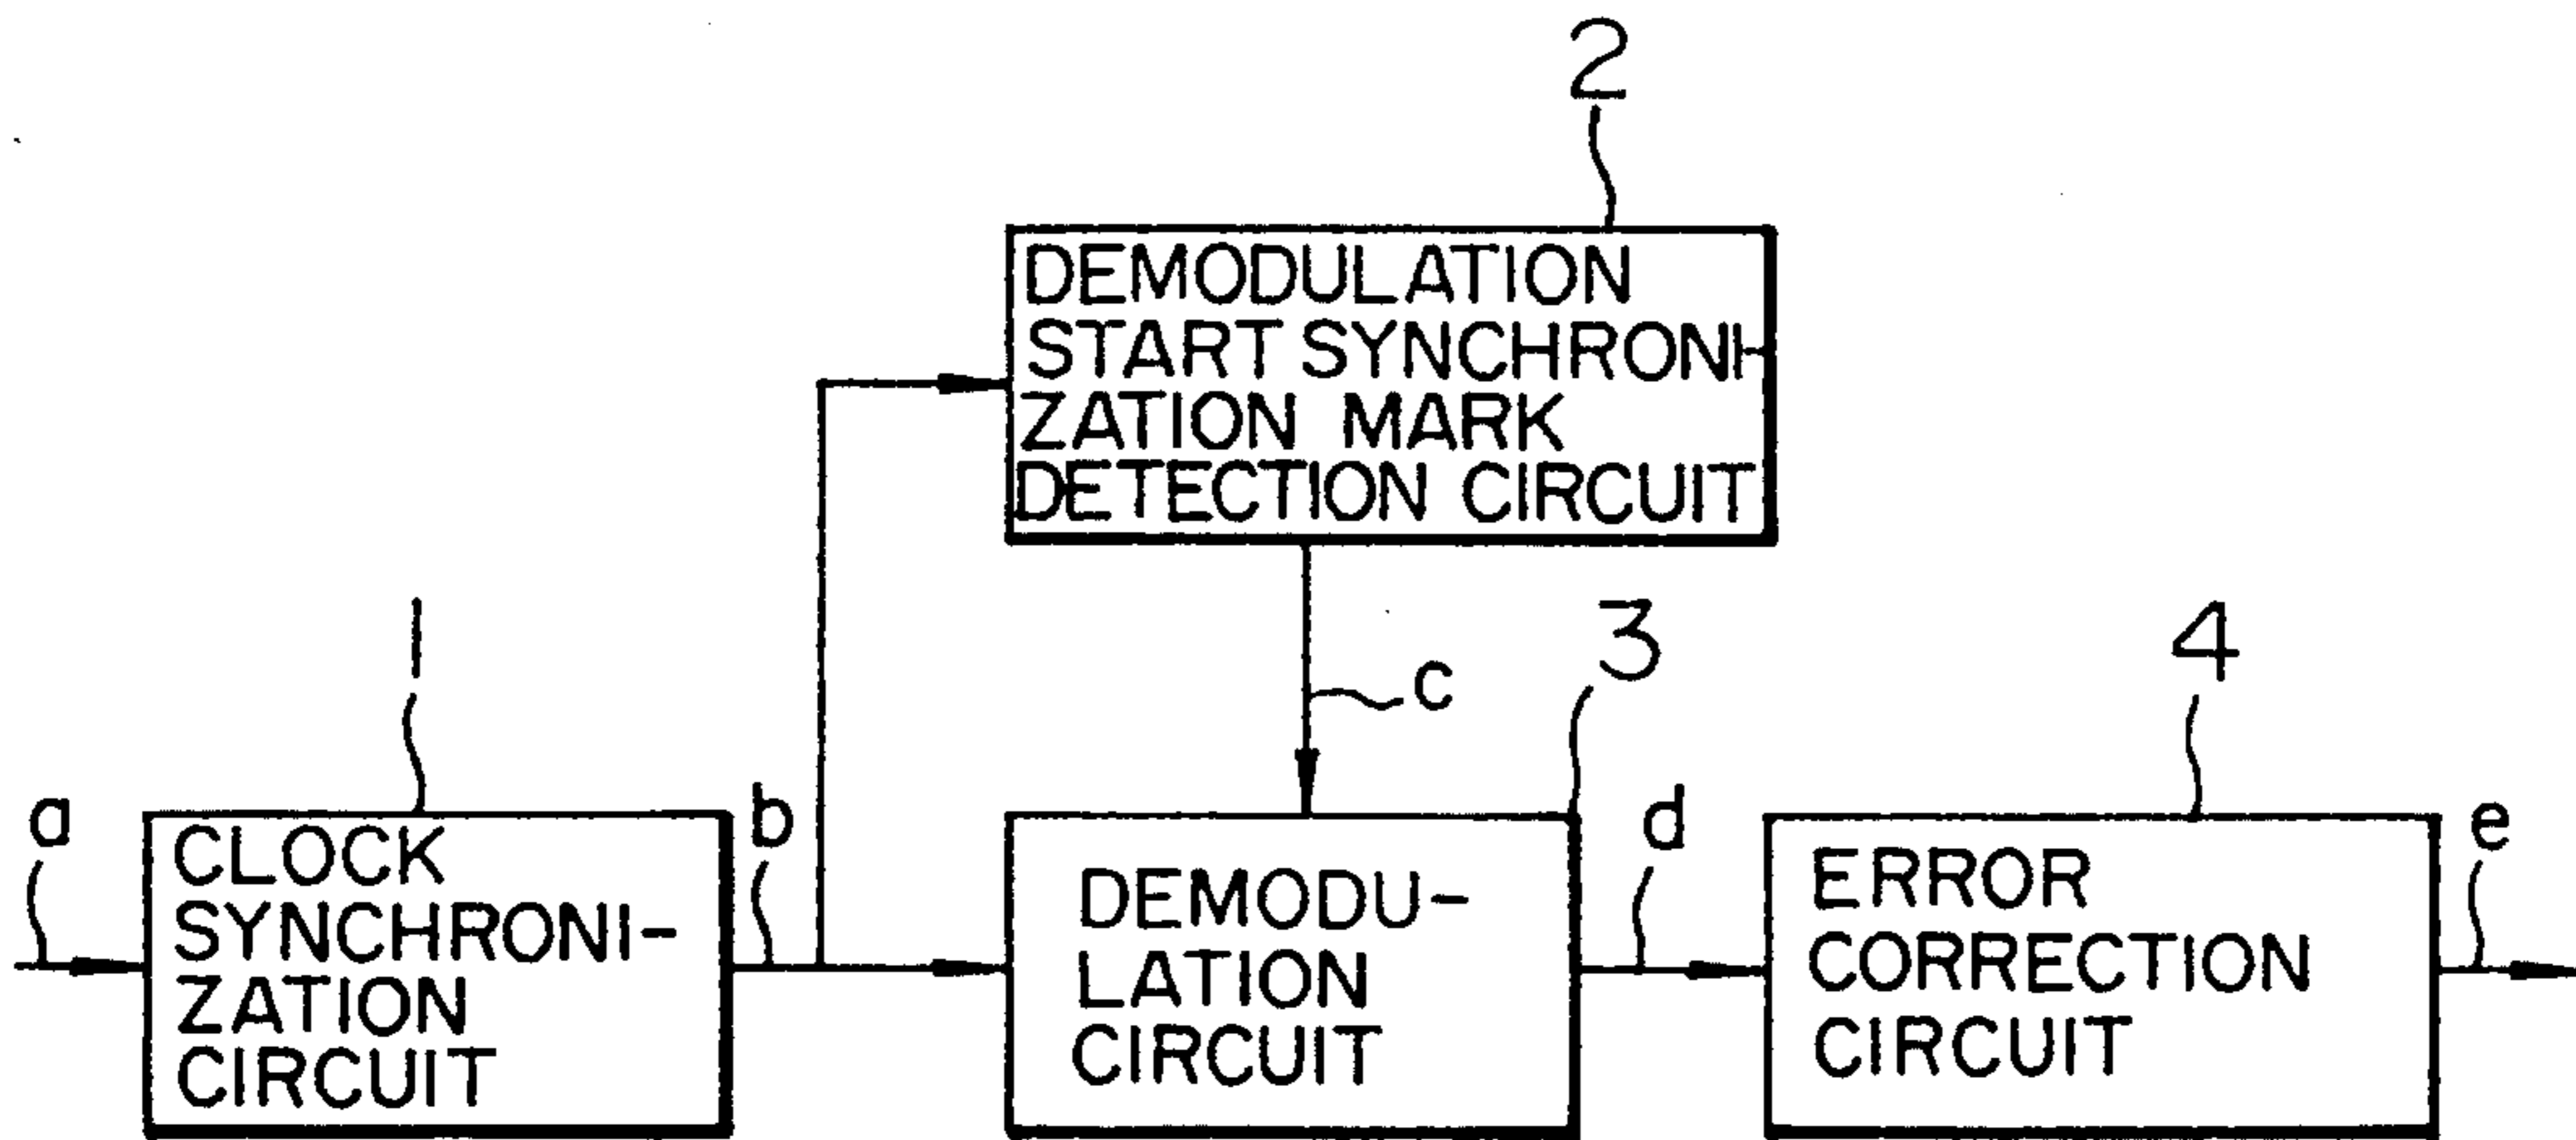 2
DEMODULATION
START SYNCHRONI-
ZATION MARK
DETECTION CIRCUIT
1
c
3
4
a
CLOCK
SYNCHRONI-
ZATION
CIRCUIT
b
DEMODU-
LATION
CIRCUIT
d
ERROR
CORRECTION
CIRCUIT
e